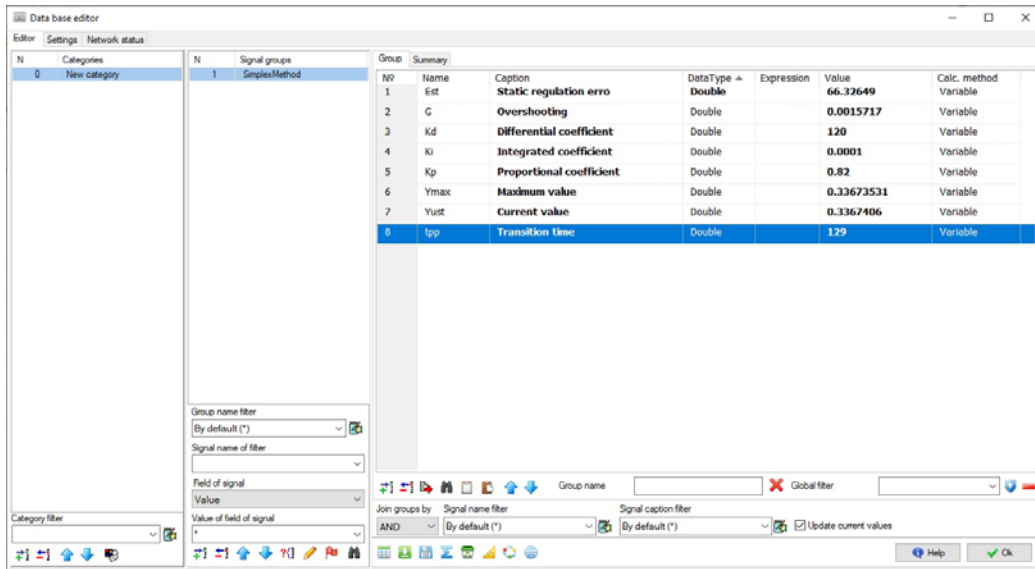 Data base editor
Editor Settings Network status
N Categories
0 New category
N Signal groups
1 SimplexMethod
Group name filter
By default (*)
Signal name of filter
Field of signal
Value
Category filter
Value of field of signal
*
?{}
Group Summary
Nº Name Caption DataType Expression Value Calc. method
1 Est Static regulation erro Double 66.32649 Variable
2 G Overshooting Double 0.0015717 Variable
3 Kd Differential coefficient Double 120 Variable
4 Ki Integrated coefficient Double 0.0001 Variable
5 Kp Proportional coefficient Double 0.82 Variable
6 Ymax Maximum value Double 0.33673531 Variable
7 Yust Current value Double 0.3367406 Variable
8 tpp Transition time Double 129 Variable
Group name Global filter
Join groups by Signal name filter Signal caption filter
AND By default (*) By default (*) Update current values
Help Ok